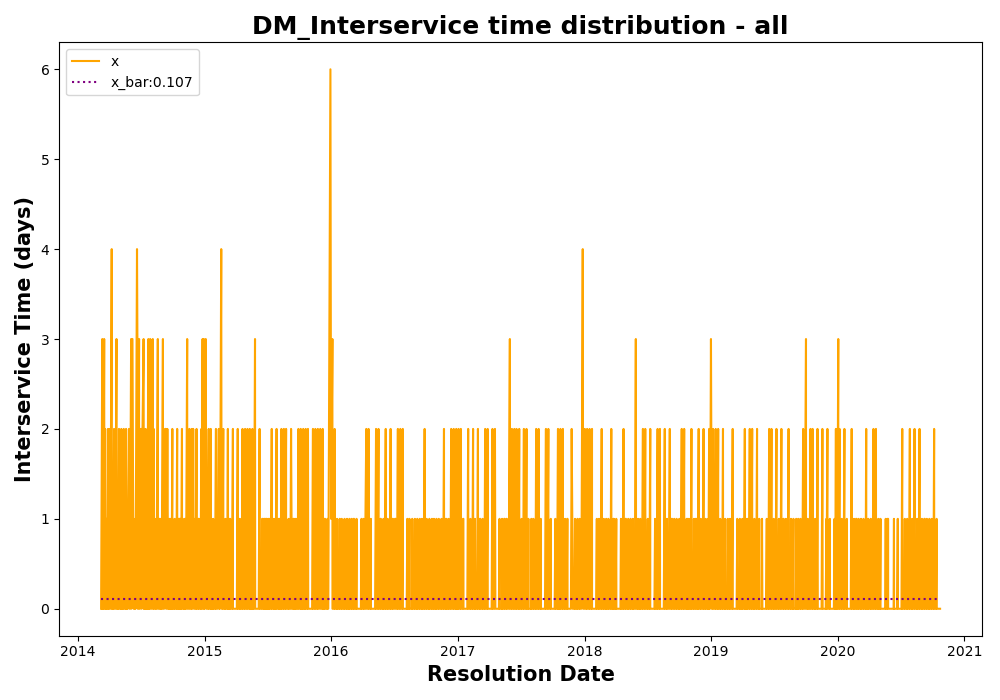 DM_Interservice time distribution - all
x
x_bar:0.107
6
5
4
3
2
1
0
Interservice Time (days)
2014 2015 2016 2017 2018 2019 2020 2021
Resolution Date